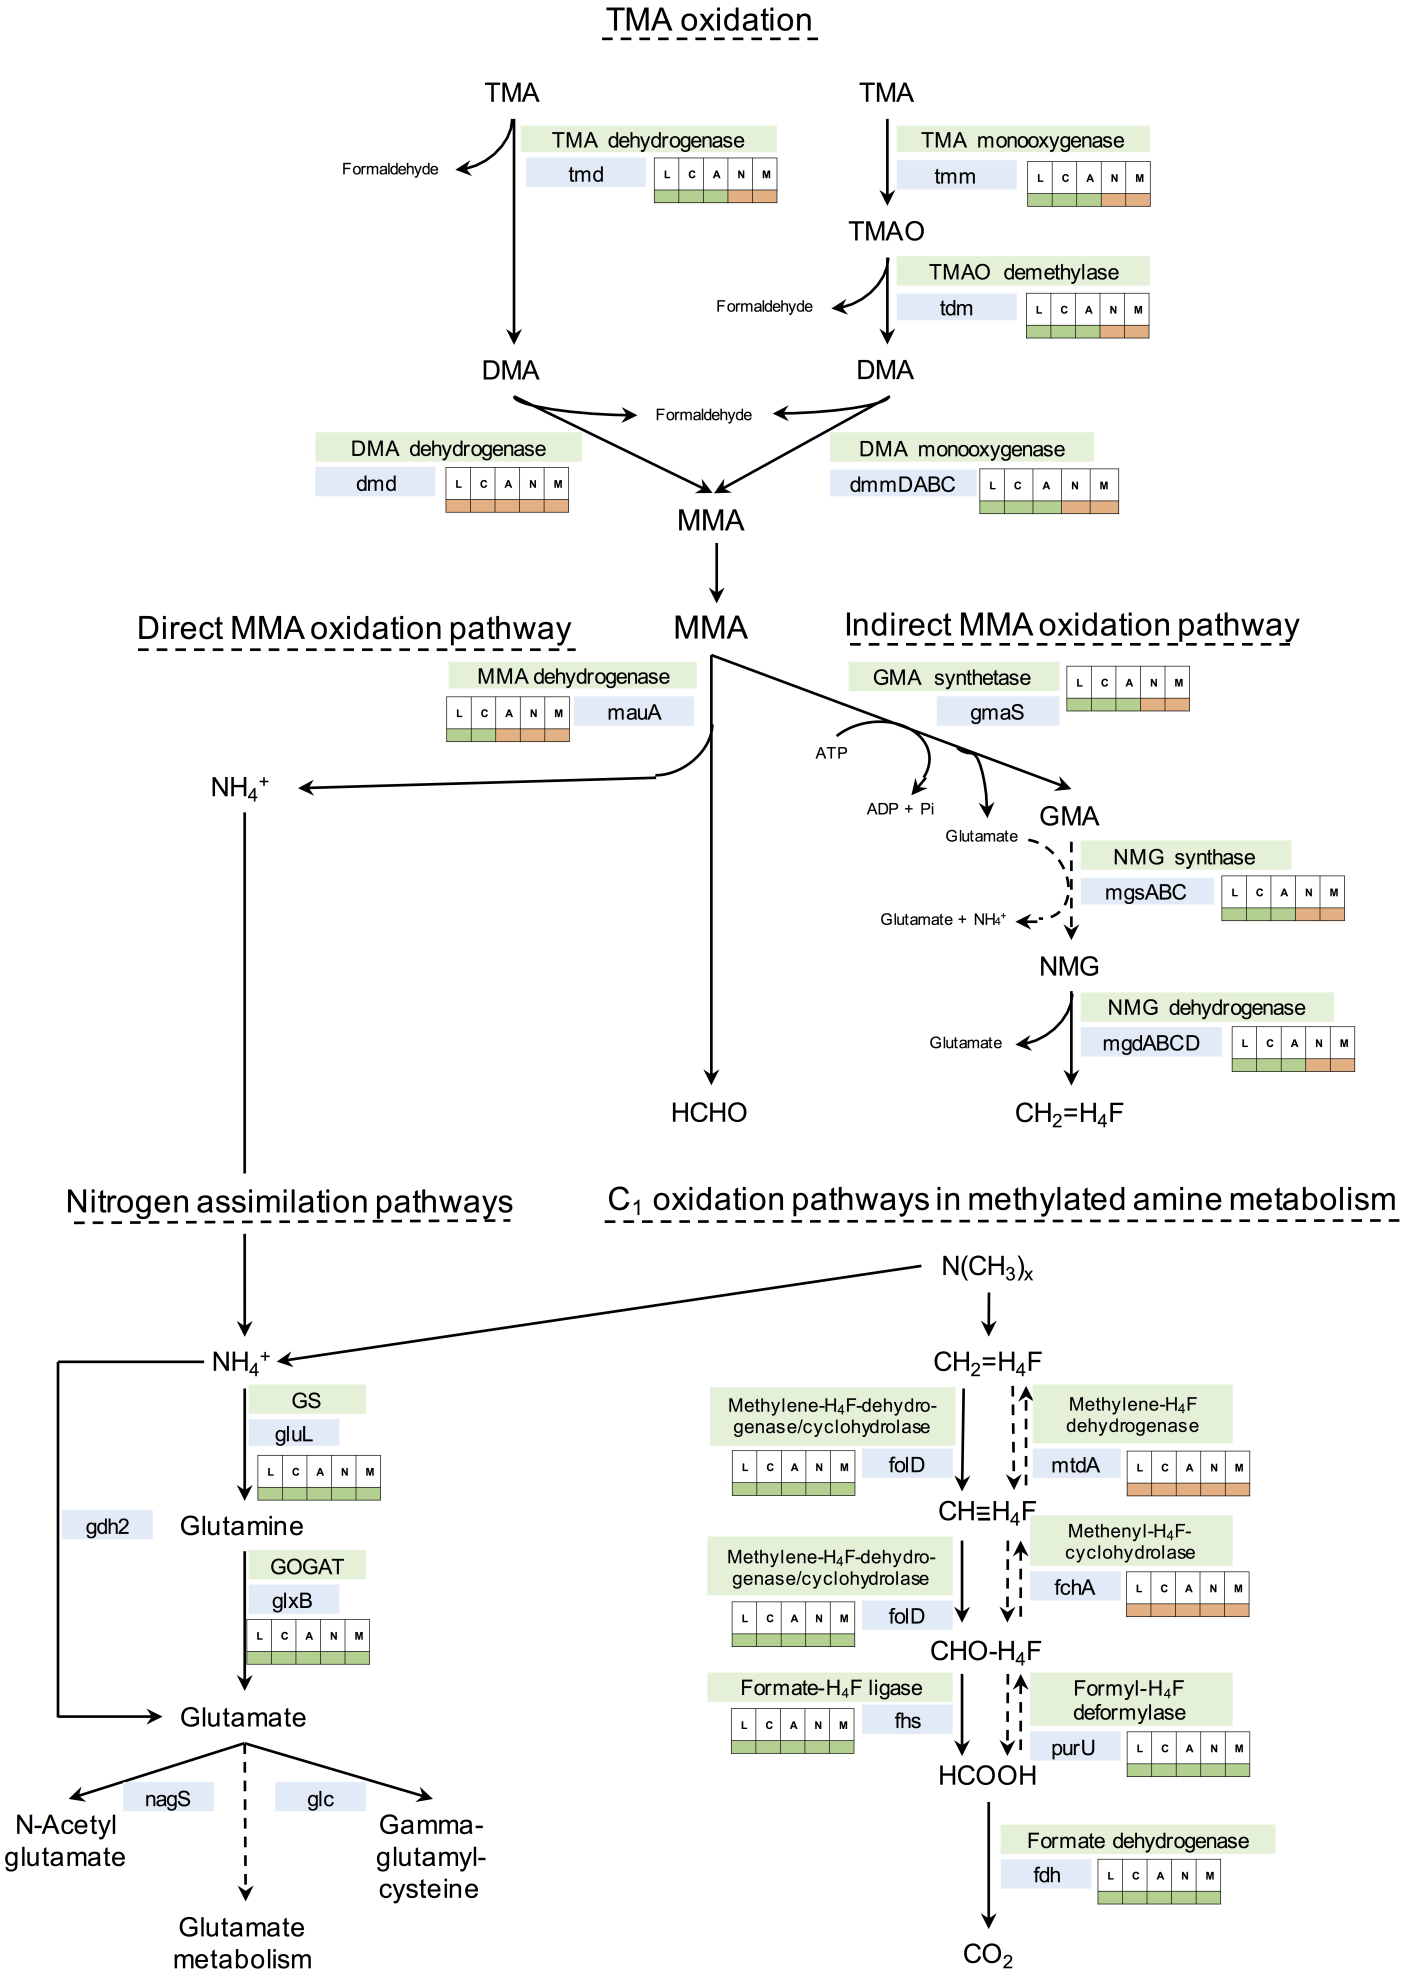 TMA oxidation
TMA
TMA
TMA dehydrogenase
TMA monooxygenase
Formaldehyde
tmd
L C A N M
tmm
L C A N M
TMAO
TMAO demethylase
Formaldehyde
tdm
L C A N M
DMA
DMA
Formaldehyde
DMA dehydrogenase
DMA monooxygenase
dmd
L C A N M
dmmDABC
L C A N M
MMA
Direct MMA oxidation pathway
MMA
Indirect MMA oxidation pathway
MMA dehydrogenase
GMA synthetase
L C A N M
L C A N M
mauA
gmaS
ATP
NH₄⁺
ADP + Pi
GMA
Glutamate
NMG synthase
mgsABC
L C A N M
Glutamate + NH₄⁺
NMG
NMG dehydrogenase
Glutamate
mgdABCD
L C A N M
HCHO
CH₂=H₄F
Nitrogen assimilation pathways
C₁ oxidation pathways in methylated amine metabolism
N(CH₃)ₓ
NH₄⁺
CH₂=H₄F
GS
gluL
L C A N M
Methylene-H₄F-dehydro-
genase/cyclohydrolase
L C A N M
folD
Methylene-H₄F
dehydrogenase
mtdA
L C A N M
CH≡H₄F
gdh2
Glutamine
GOGAT
glxB
L C A N M
Methylene-H₄F-dehydro-
genase/cyclohydrolase
L C A N M
folD
Methenyl-H₄F-
cyclohydrolase
fchA
L C A N M
CHO-H₄F
Formate-H₄F ligase
L C A N M
fhs
Formyl-H₄F
deformylase
purU
L C A N M
Glutamate
HCOOH
nagS
glc
N-Acetyl
glutamate
Gamma-
glutamyl-
cysteine
Formate dehydrogenase
fdh
L C A N M
Glutamate
metabolism
CO₂